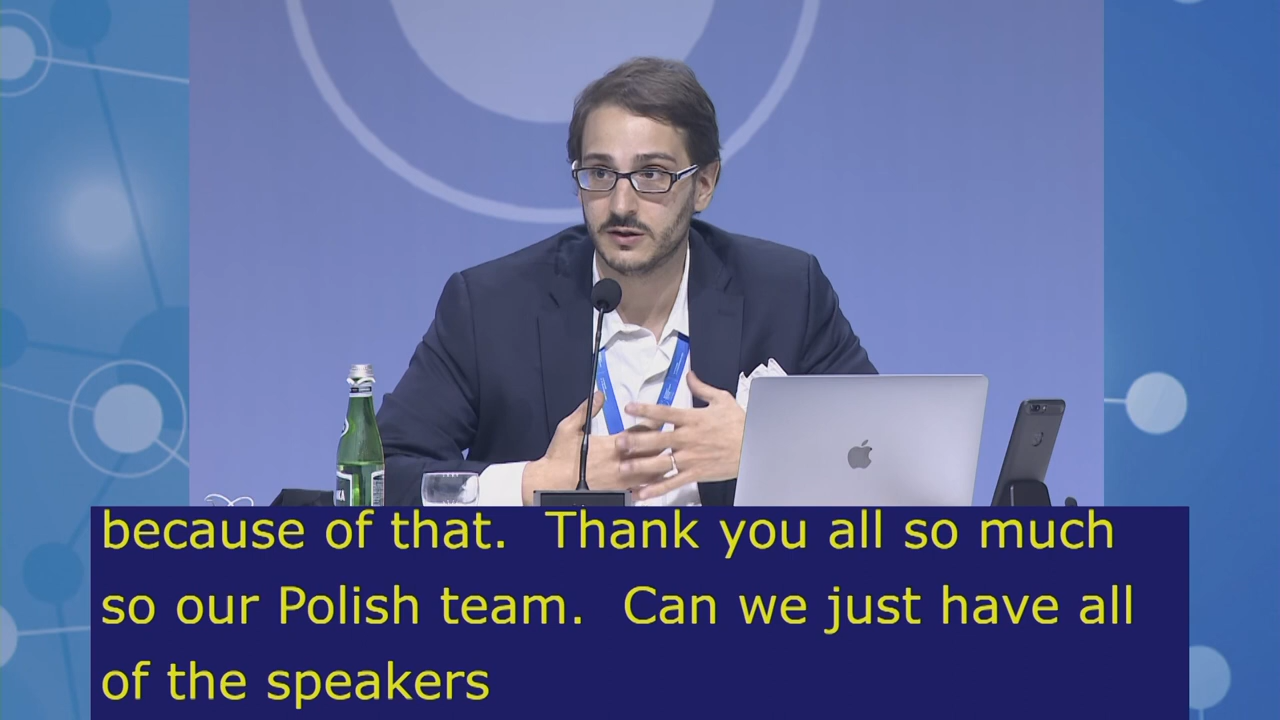 because of that.  Thank you all so much
so our Polish team.  Can we just have all
of the speakers